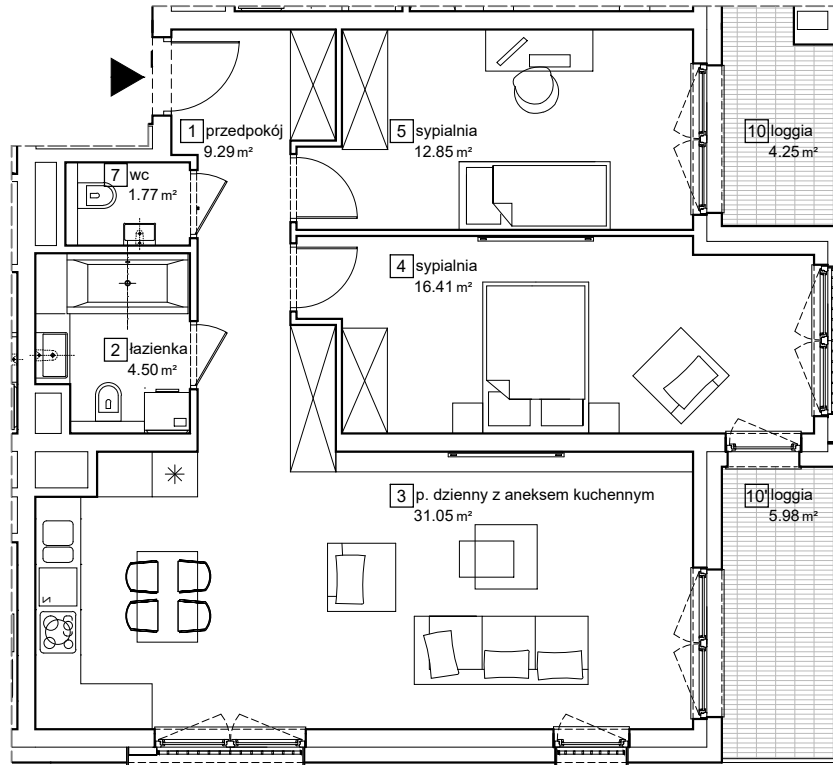 1 przedpokój
9.29 m²
5 sypialnia
12.85 m²
10 loggia
4.25 m²
7 wc
1.77 m²
4 sypialnia
16.41 m²
2 łazienka
4.50 m²
3 p. dzienny z aneksem kuchennym
31.05 m²
10' loggia
5.98 m²